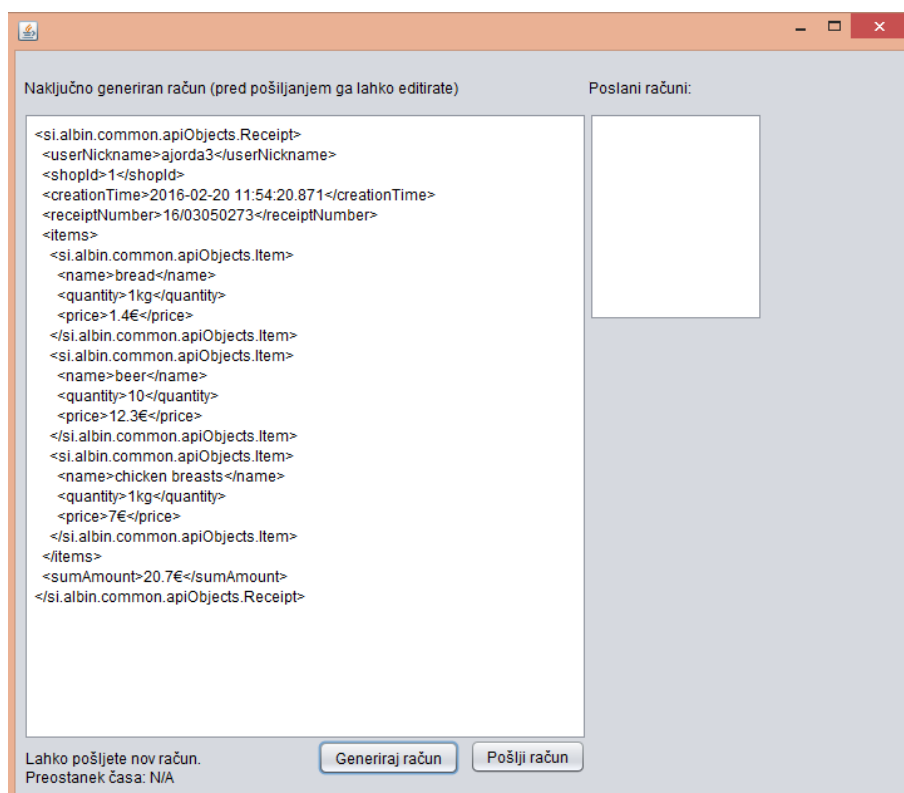 Naključno generiran račun (pred pošiljanjem ga lahko editirate)
Poslani računi:
<si.albin.common.apiObjects.Receipt>
<userNickname>ajorda3</userNickname>
<shopId>1</shopId>
<creationTime>2016-02-20 11:54:20.871</creationTime>
<receiptNumber>16/03050273</receiptNumber>
<items>
<si.albin.common.apiObjects.Item>
<name>bread</name>
<quantity>1kg</quantity>
<price>1.4€</price>
</si.albin.common.apiObjects.Item>
<si.albin.common.apiObjects.Item>
<name>beer</name>
<quantity>10</quantity>
<price>12.3€</price>
</si.albin.common.apiObjects.Item>
<si.albin.common.apiObjects.Item>
<name>chicken breasts</name>
<quantity>1kg</quantity>
<price>7€</price>
</si.albin.common.apiObjects.Item>
</items>
<sumAmount>20.7€</sumAmount>
</si.albin.common.apiObjects.Receipt>
Lahko pošljete nov račun.
Preostanek časa: N/A
Generiraj račun
Pošlji račun